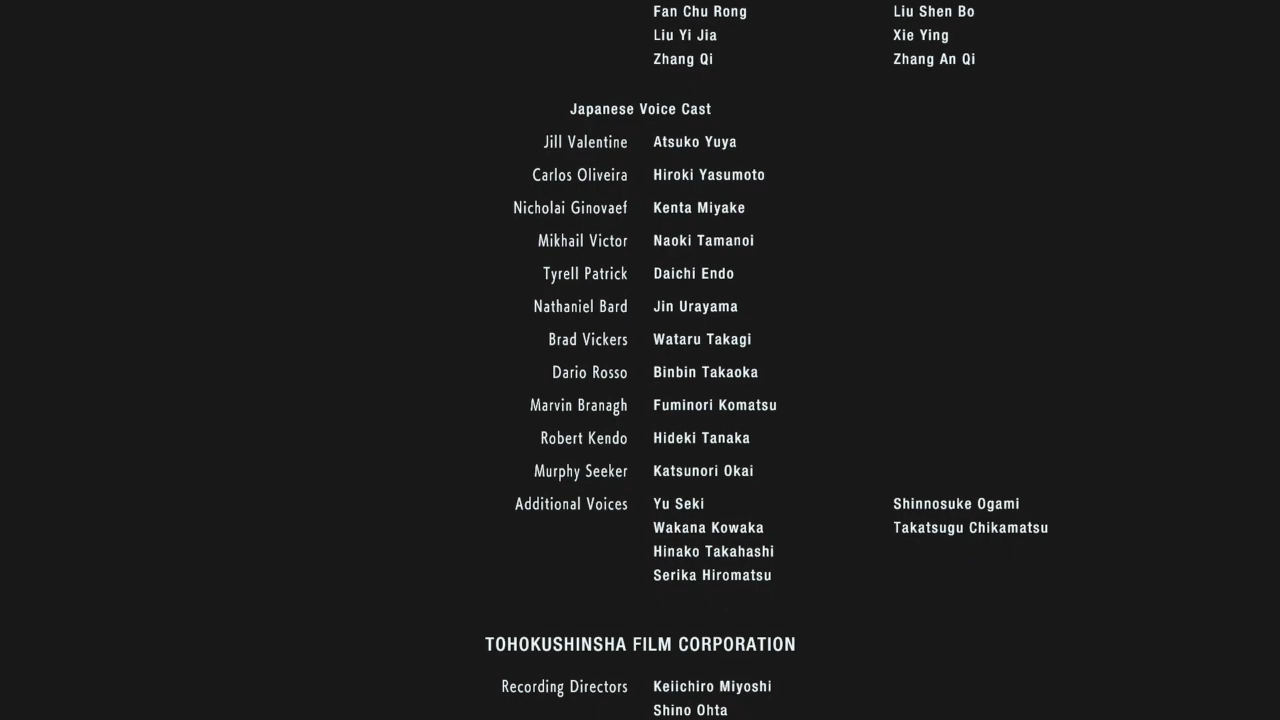 Fan Chu Rong Liu Shen Bo
Liu Yi Jia Xie Ying
Zhang Qi Zhang An Qi
Japanese Voice Cast
Jill Valentine Atsuko Yuya
Carlos Oliveira Hiroki Yasumoto
Nicholai Ginovaef Kenta Miyake
Mikhail Victor Naoki Tamanoi
Tyrell Patrick Daichi Endo
Nathaniel Bard Jin Urayama
Brad Vickers Wataru Takagi
Dario Rosso Binbin Takaoka
Marvin Branagh Fuminori Komatsu
Robert Kendo Hideki Tanaka
Murphy Seeker Katsunori Okai
Additional Voices Yu Seki Shinnosuke Ogami
Wakana Kowaka Takatsugu Chikamatsu
Hinako Takahashi
Serika Hiromatsu
TOHOKUSHINSHA FILM CORPORATION
Recording Directors Keiichiro Miyoshi
Shino Ohta